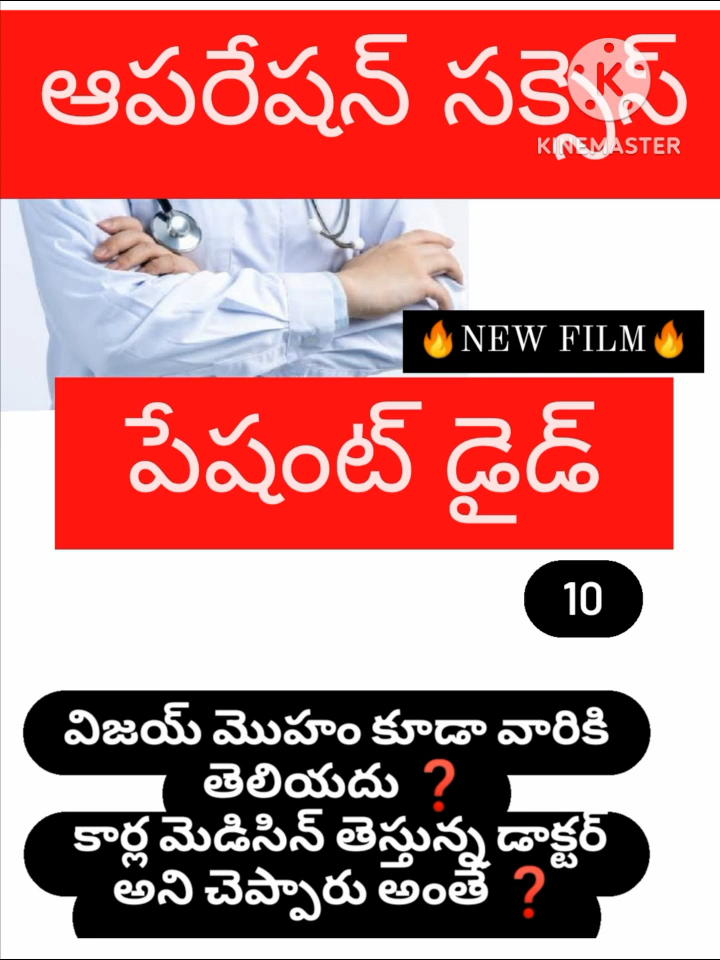 ఆపరేషన్ సక్సెస్
KINEMASTER
🔥NEW FILM🔥
పేషంట్ డైడ్
10
విజయ్ మొహం కూడా వారికి
తెలియదు ❓
కార్ల మెడిసిన్ తెస్తున్న డాక్టర్
అని చెప్పారు అంతే ❓